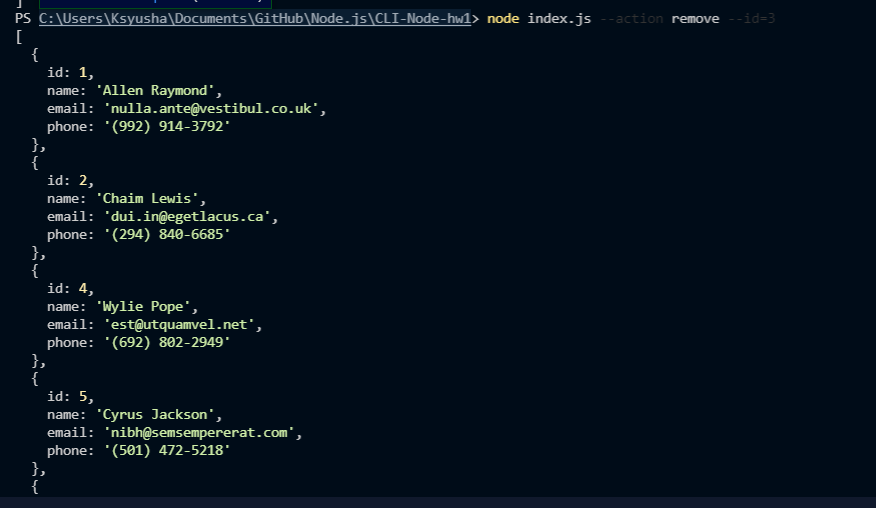 ]
PS C:\Users\Ksyusha\Documents\GitHub\Node.js\CLI-Node-hw1> node index.js --action remove --id=3
[
  {
    id: 1,
    name: 'Allen Raymond',
    email: 'nulla.ante@vestibul.co.uk',
    phone: '(992) 914-3792'
  },
  {
    id: 2,
    name: 'Chaim Lewis',
    email: 'dui.in@egetlacus.ca',
    phone: '(294) 840-6685'
  },
  {
    id: 4,
    name: 'Wylie Pope',
    email: 'est@utquamvel.net',
    phone: '(692) 802-2949'
  },
  {
    id: 5,
    name: 'Cyrus Jackson',
    email: 'nibh@semsempererat.com',
    phone: '(501) 472-5218'
  },
  {